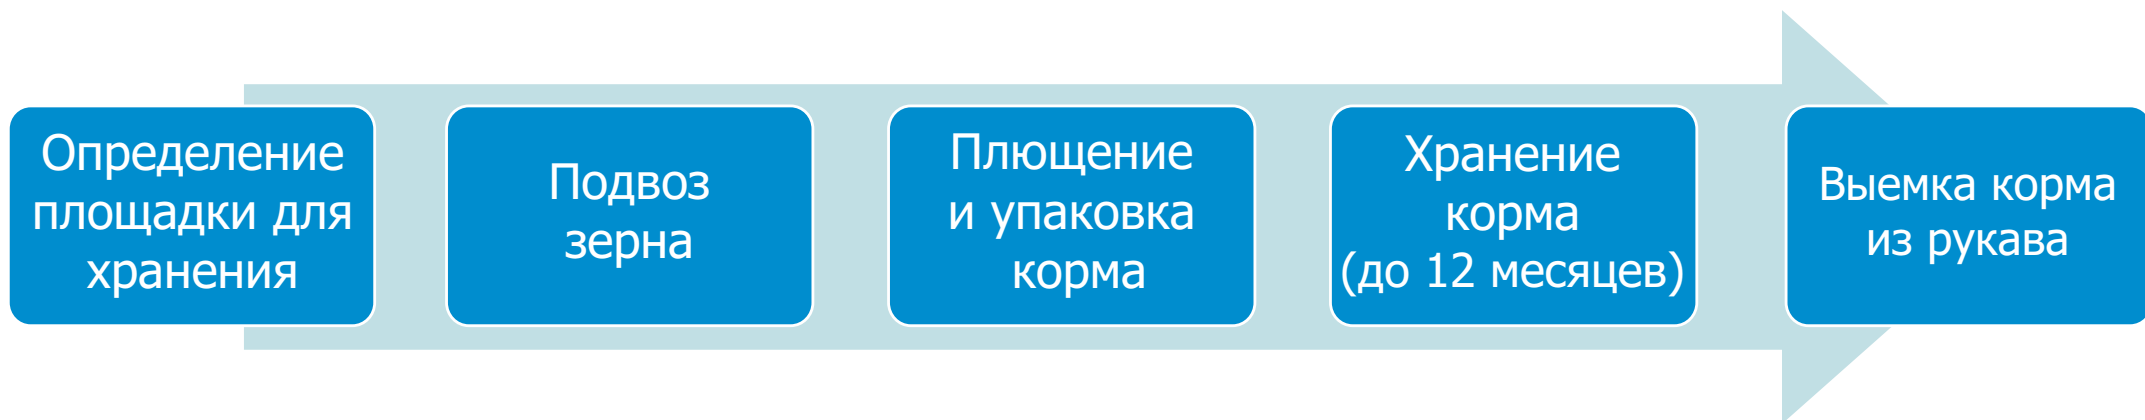 Определение
площадки для
хранения
Подвоз
зерна
Плющение
и упаковка
корма
Хранение
корма
(до 12 месяцев)
Выемка корма
из рукава